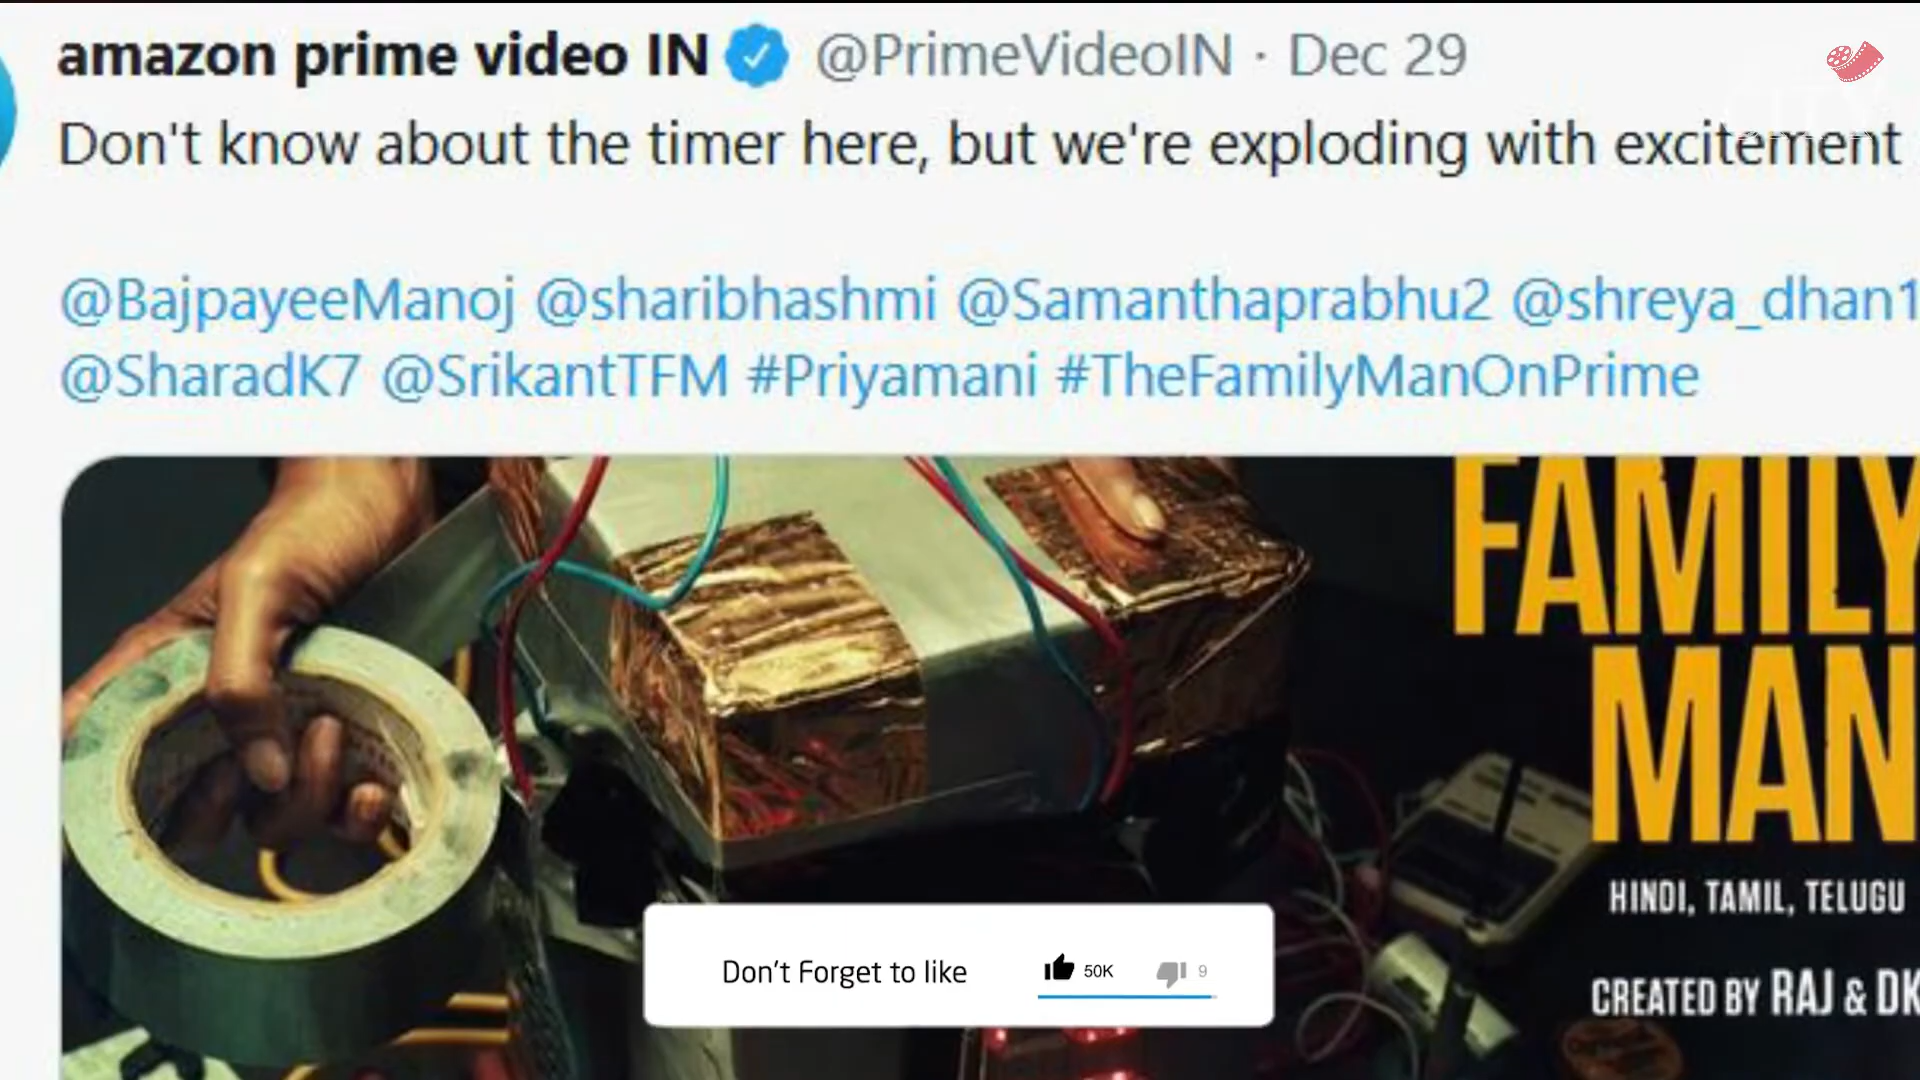 amazon prime video IN @PrimeVideoIN · Dec 29
Don't know about the timer here, but we're exploding with excitement
@BajpayeeManoj @sharibhashmi @Samanthaprabhu2 @shreya_dhan1
@SharadK7 @SrikantTFM #Priyamani #TheFamilyManOnPrime
FAMILY
MAN
HINDI, TAMIL, TELUGU
CREATED BY RAJ & DK
Don't Forget to like 50K 9